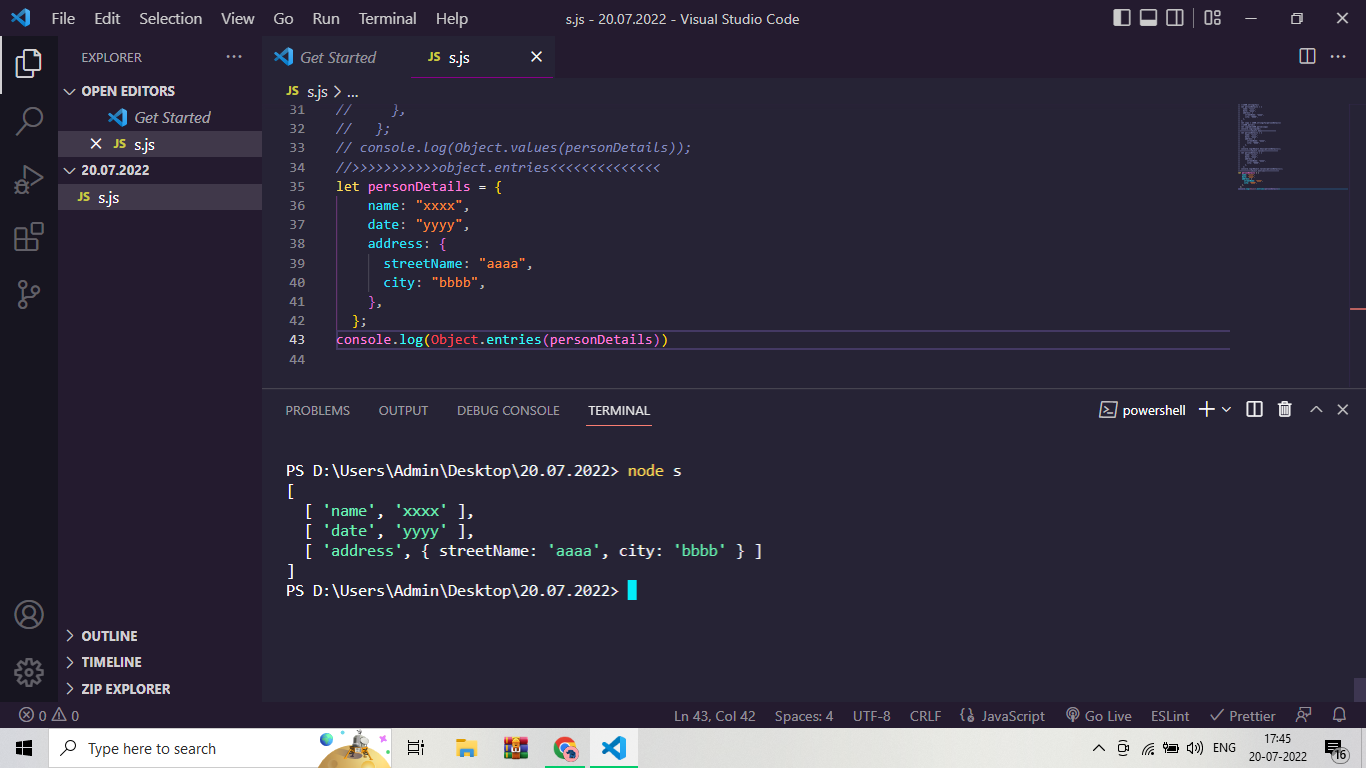 File Edit Selection View Go Run Terminal Help
s.js - 20.07.2022 - Visual Studio Code
EXPLORER
OPEN EDITORS
Get Started
JS s.js
20.07.2022
JS s.js
OUTLINE
TIMELINE
ZIP EXPLORER
Get Started
JS s.js
JS s.js > ...
31 //     },
32 //   };
33 // console.log(Object.values(personDetails));
34 //>>>>>>>>>>>object.entries<<<<<<<<<<<<<<
35 let personDetails = {
36     name: "xxxx",
37     date: "yyyy",
38     address: {
39       streetName: "aaaa",
40       city: "bbbb",
41     },
42   };
43 console.log(Object.entries(personDetails))
44
PROBLEMS OUTPUT DEBUG CONSOLE TERMINAL
powershell
PS D:\Users\Admin\Desktop\20.07.2022> node s
[
  [ 'name', 'xxxx' ],
  [ 'date', 'yyyy' ],
  [ 'address', { streetName: 'aaaa', city: 'bbbb' } ]
]
PS D:\Users\Admin\Desktop\20.07.2022>
0 0
Ln 43, Col 42 Spaces: 4 UTF-8 CRLF {} JavaScript Go Live ESLint Prettier
Type here to search
ENG
17:45
20-07-2022
16